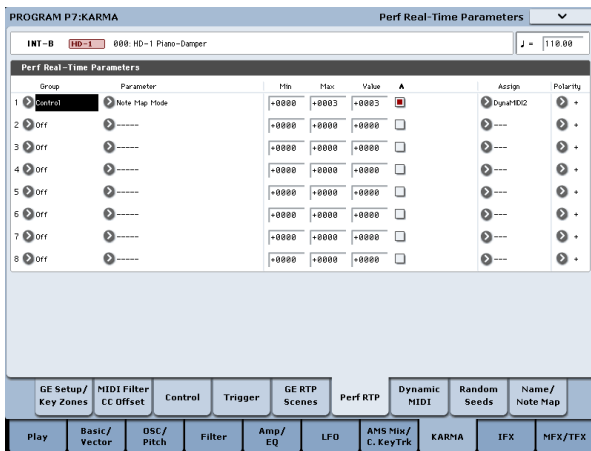 PROGRAM P7:KARMA Perf Real-Time Parameters
INT-B HD-1 000: HD-1 Piano-Damper ♩ = 110.00
Perf Real-Time Parameters
Group Parameter Min Max Value A Assign Polarity
1 Control Note Map Mode +0000 +0003 +0003 DynaMIDI2 +
2 Off ----- +0000 +0000 +0000 --- +
3 Off ----- +0000 +0000 +0000 --- +
4 Off ----- +0000 +0000 +0000 --- +
5 Off ----- +0000 +0000 +0000 --- +
6 Off ----- +0000 +0000 +0000 --- +
7 Off ----- +0000 +0000 +0000 --- +
8 Off ----- +0000 +0000 +0000 --- +
GE Setup/ MIDI Filter Control Trigger GE RTP Perf RTP Dynamic Random Name/
Key Zones CC Offset Scenes MIDI Seeds Note Map
Play Basic/ OSC/ Filter Amp/ LFO AMS Mix/ KARMA IFX MFX/TFX
Vector Pitch EQ C. KeyTrk